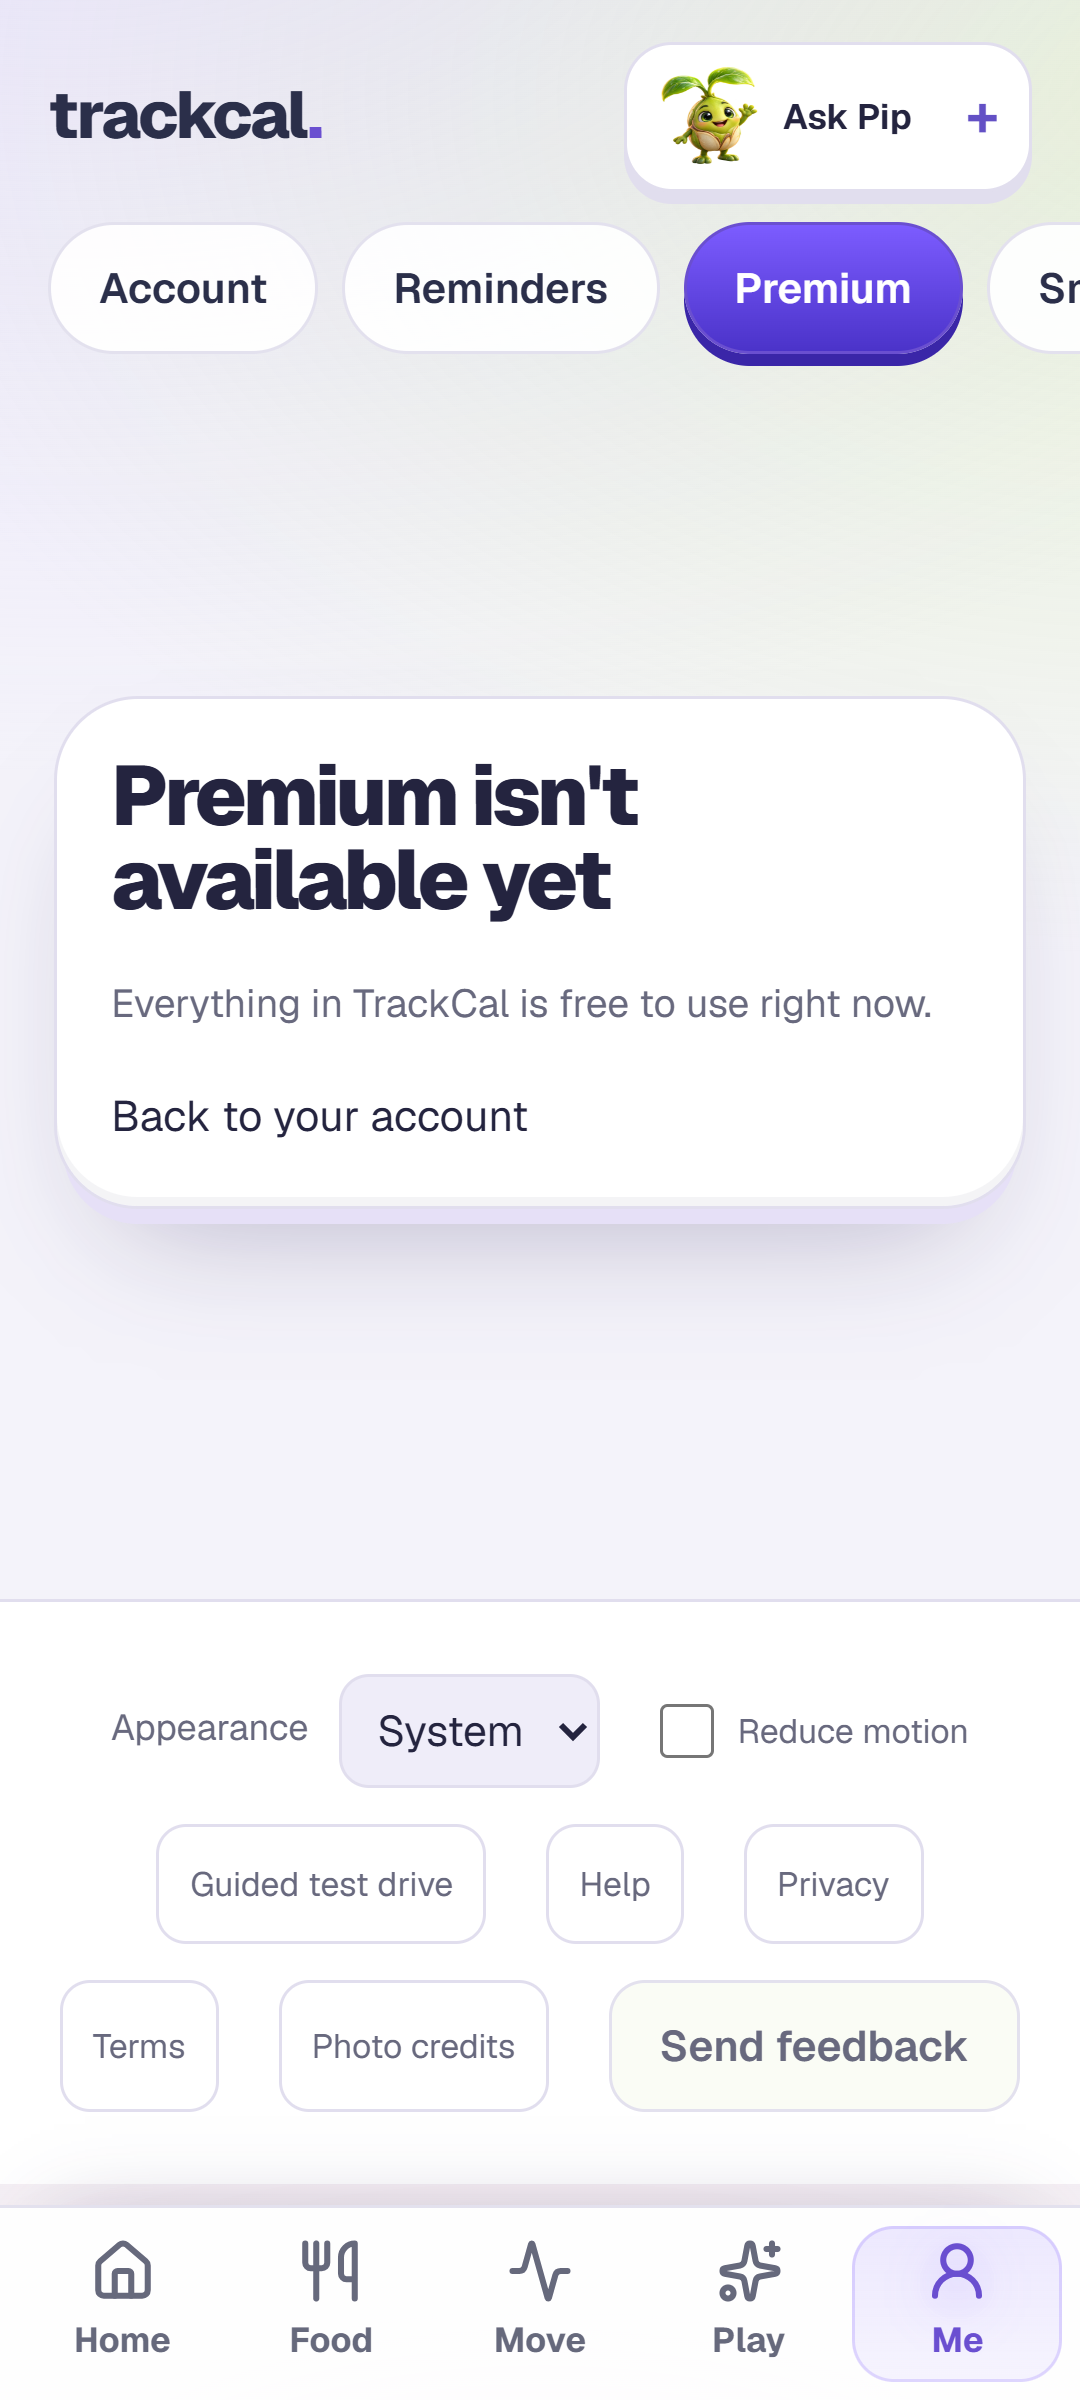 trackcal.
Ask Pip +
Account
Reminders
Premium
Premium isn't
available yet
Everything in TrackCal is free to use right now.
Back to your account
Appearance
System
Reduce motion
Guided test drive
Help
Privacy
Terms
Photo credits
Send feedback
Home
Food
Move
Play
Me